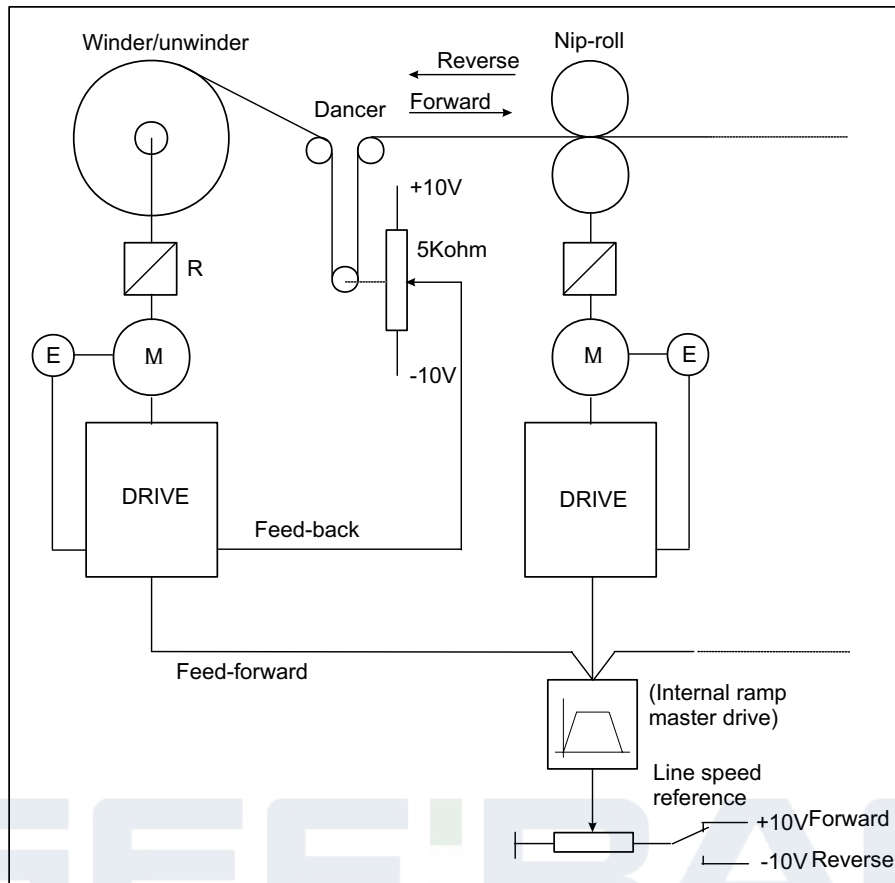 Winder/unwinder
Nip-roll
Reverse
Forward
Dancer
+10V
5Kohm
-10V
R
E
M
M
E
DRIVE
DRIVE
Feed-back
Feed-forward
(Internal ramp
master drive)
Line speed
reference
+10V Forward
-10V Reverse